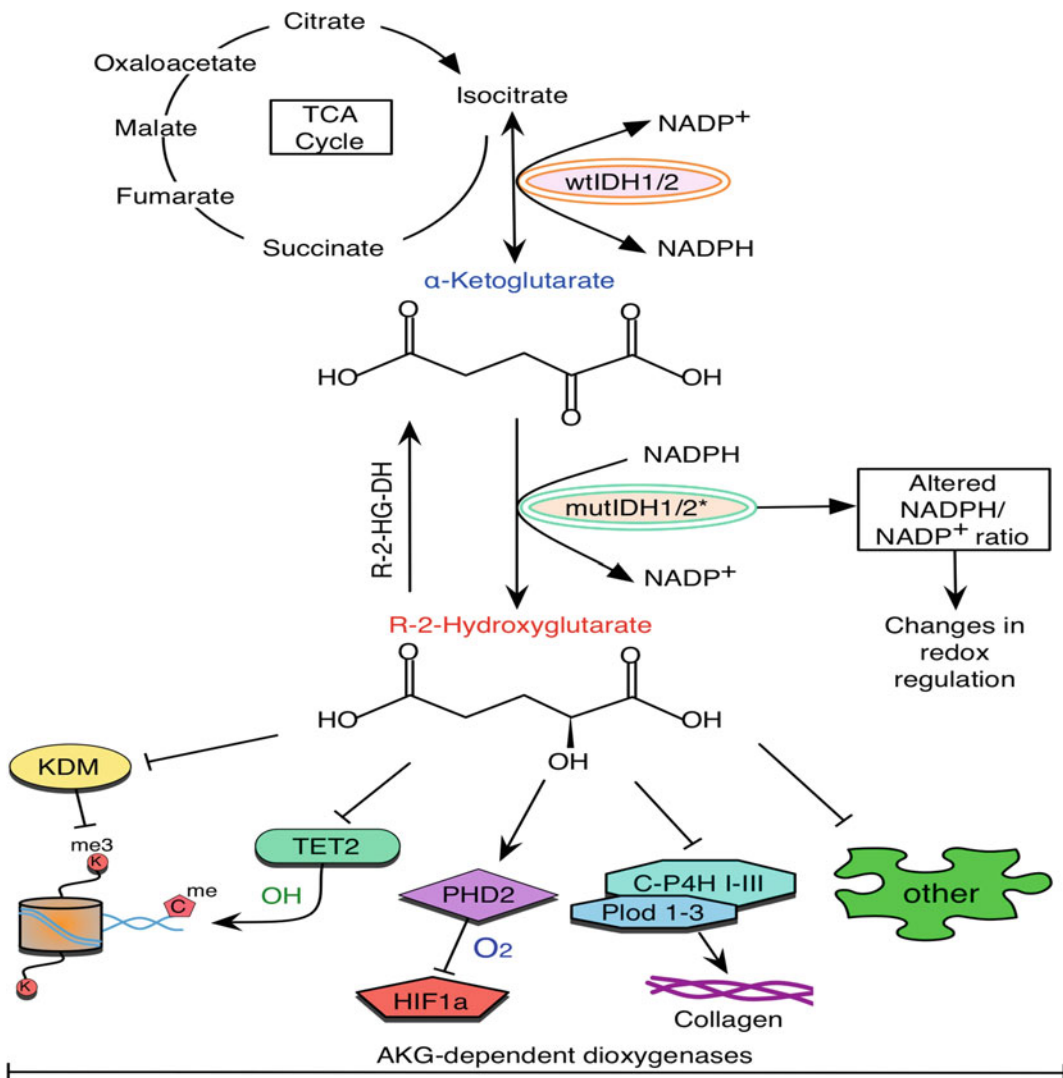 Citrate
Oxaloacetate
Isocitrate
TCA
Cycle
Malate
NADP+
wtIDH1/2
Fumarate
NADPH
Succinate
α-Ketoglutarate
O
O
HO
OH
O
R-2-HG-DH
NADPH
mutIDH1/2*
NADP+
Altered
NADPH/
NADP+ ratio
Changes in
redox
regulation
R-2-Hydroxyglutarate
O
O
HO
OH
OH
KDM
me3
K
TET2
OH
C
me
K
PHD2
O2
HIF1a
C-P4H I-III
Plod 1-3
Collagen
other
AKG-dependent dioxygenases